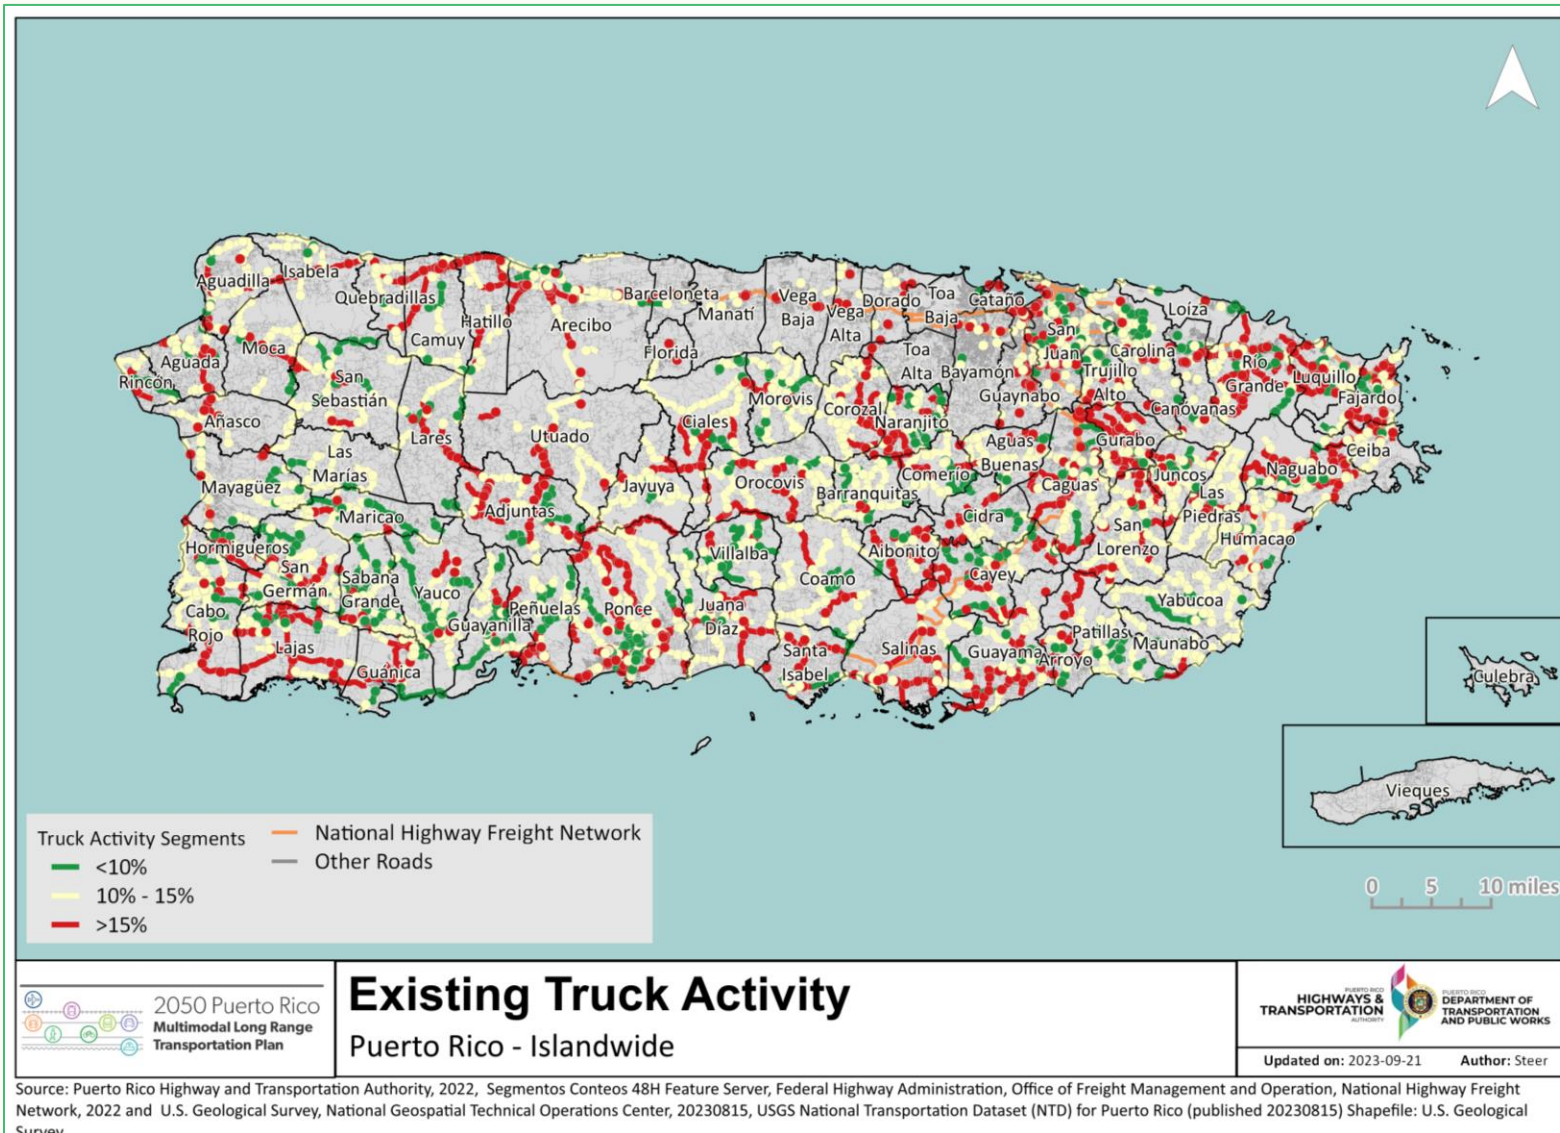 Aguadilla
Isabela
Quebradillas
Camuy
Hatillo
Arecibo
Barceloneta
Manatí
Vega
Baja
Vega
Alta
Dorado
Toa
Baja
Cataño
San
Juan
Carolina
Loíza
Moca
Aguada
Rincón
San
Sebastián
Florida
Toa
Alta
Bayamón
Guaynabo
Trujillo
Alto
Canóvanas
Río
Grande
Luquillo
Fajardo
Añasco
Lares
Utuado
Ciales
Morovis
Corozal
Naranjito
Aguas
Buenas
Gurabo
Ceiba
Las
Marías
Mayagüez
Maricao
Adjuntas
Jayuya
Orocovis
Barranquitas
Comerío
Caguas
Juncos
Las
Piedras
Naguabo
Hormigueros
San
Germán
Sabana
Grande
Yauco
Guayanilla
Peñuelas
Ponce
Villalba
Juana
Díaz
Coamo
Aibonito
Cidra
Cayey
San
Lorenzo
Humacao
Yabucoa
Cabo
Rojo
Lajas
Guánica
Santa
Isabel
Salinas
Guayama
Arroyo
Patillas
Maunabo
Culebra
Vieques
0 5 10 miles
Truck Activity Segments
<10%
10% - 15%
>15%
National Highway Freight Network
Other Roads
2050 Puerto Rico
Multimodal Long Range
Transportation Plan
Existing Truck Activity
Puerto Rico - Islandwide
PUERTO RICO
HIGHWAYS &
TRANSPORTATION
AUTHORITY
PUERTO RICO
DEPARTMENT OF
TRANSPORTATION
AND PUBLIC WORKS
Updated on: 2023-09-21 Author: Steer
Source: Puerto Rico Highway and Transportation Authority, 2022, Segmentos Conteos 48H Feature Server, Federal Highway Administration, Office of Freight Management and Operation, National Highway Freight
Network, 2022 and U.S. Geological Survey, National Geospatial Technical Operations Center, 20230815, USGS National Transportation Dataset (NTD) for Puerto Rico (published 20230815) Shapefile: U.S. Geological
Survey